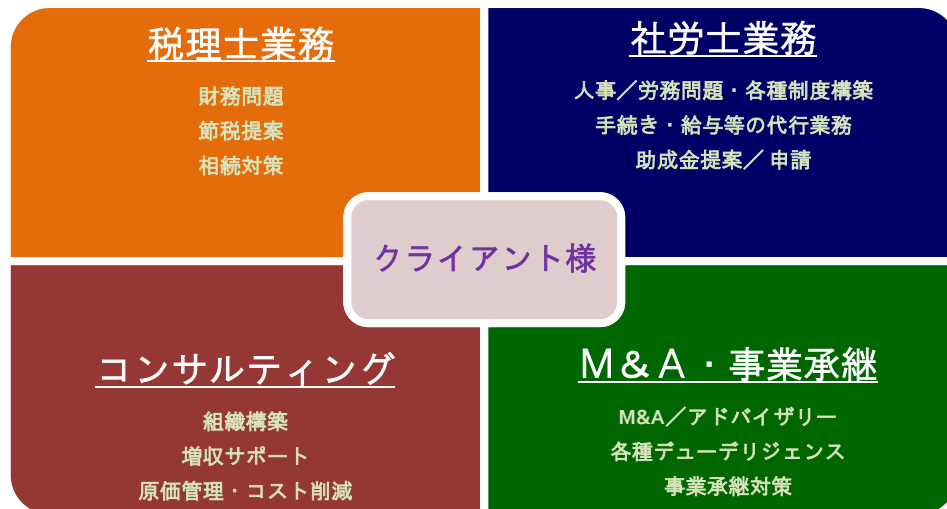 税理士業務
財務問題
節税提案
相続対策
社労士業務
人事／労務問題・各種制度構築
手続き・給与等の代行業務
助成金提案／ 申請
クライアント様
コンサルティング
組織構築
増収サポート
原価管理・コスト削減
Ｍ＆Ａ・事業承継
M&A／アドバイザリー
各種デューデリジェンス
事業承継対策